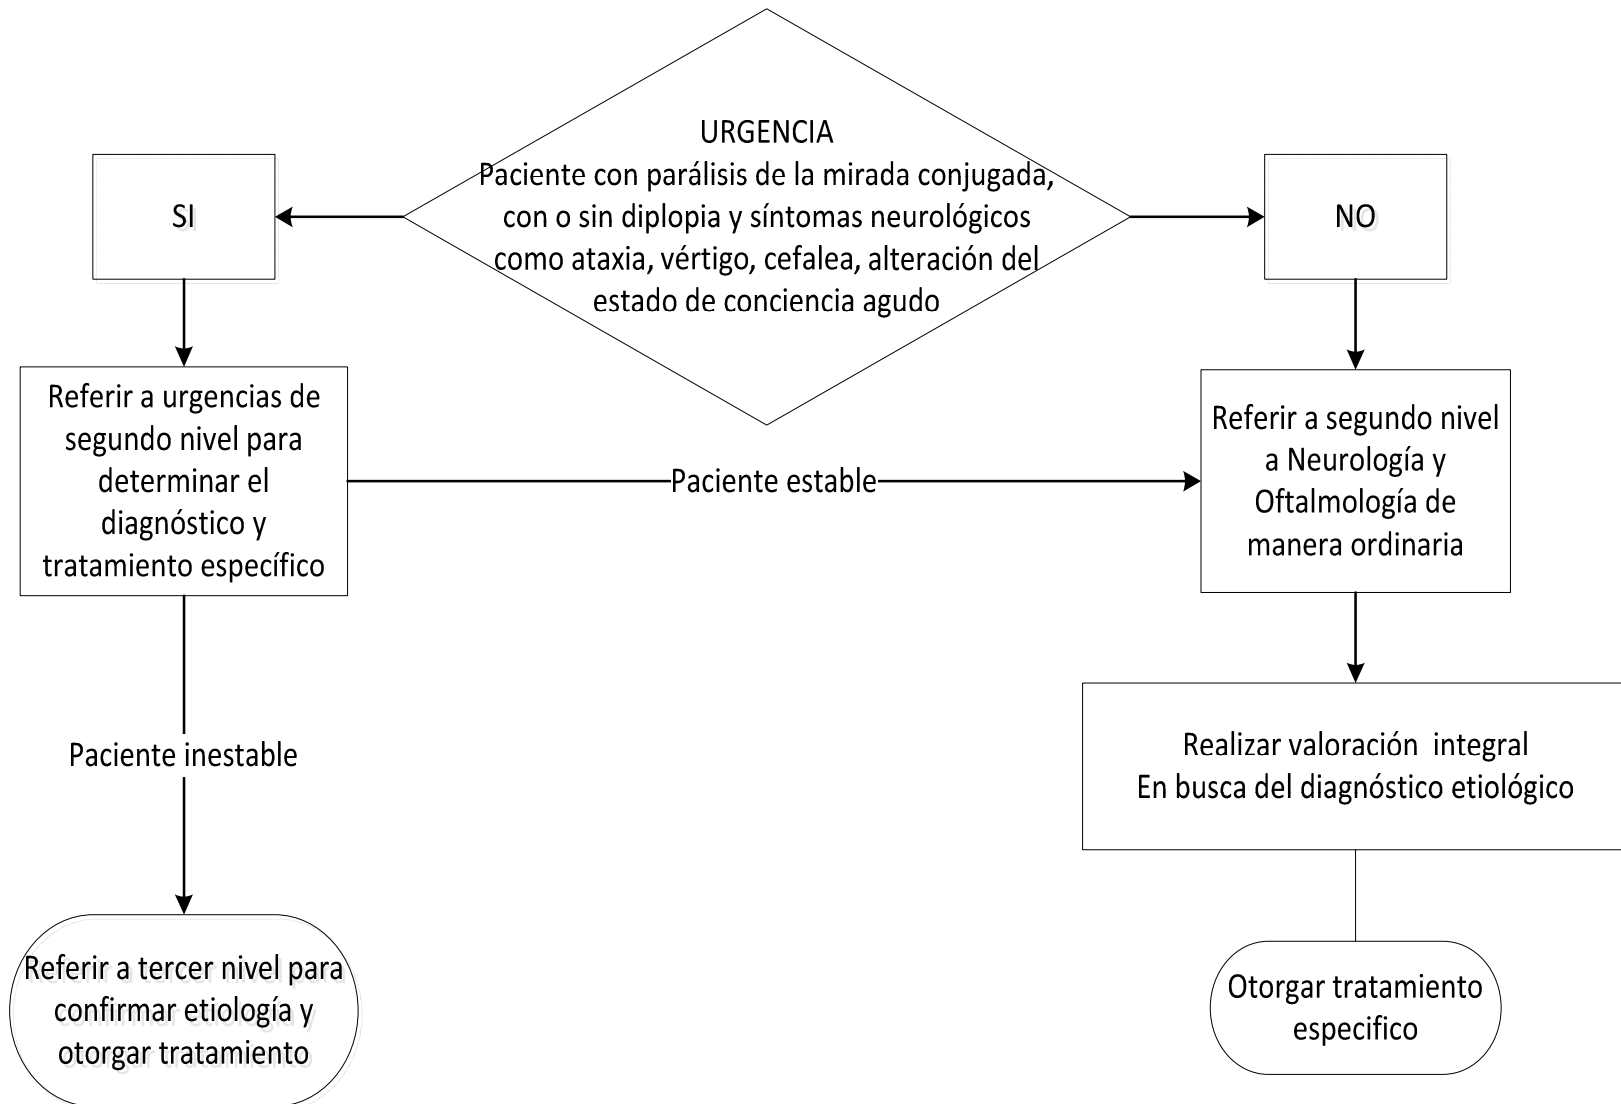 URGENCIA
Paciente con parálisis de la mirada conjugada,
con o sin diplopia y síntomas neurológicos
como ataxia, vértigo, cefalea, alteración del
estado de conciencia agudo
SI
NO
Referir a urgencias de
segundo nivel para
determinar el
diagnóstico y
tratamiento específico
Paciente estable
Referir a segundo nivel
a Neurología y
Oftalmología de
manera ordinaria
Paciente inestable
Realizar valoración integral
En busca del diagnóstico etiológico
Referir a tercer nivel para
confirmar etiología y
otorgar tratamiento
Otorgar tratamiento
especifico